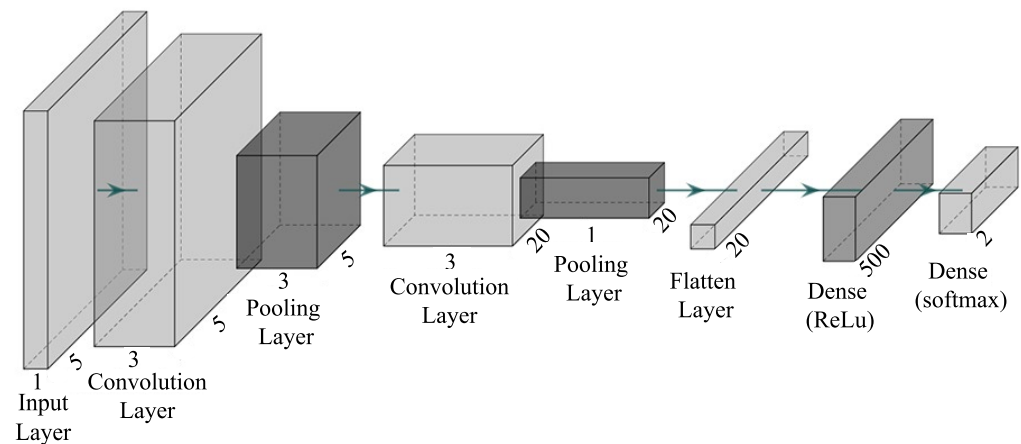 1
5
Input
Layer
3
5
Convolution
Layer
3
5
Pooling
Layer
3
20
Convolution
Layer
1
20
Pooling
Layer
20
Flatten
Layer
500
Dense
(ReLu)
2
Dense
(softmax)